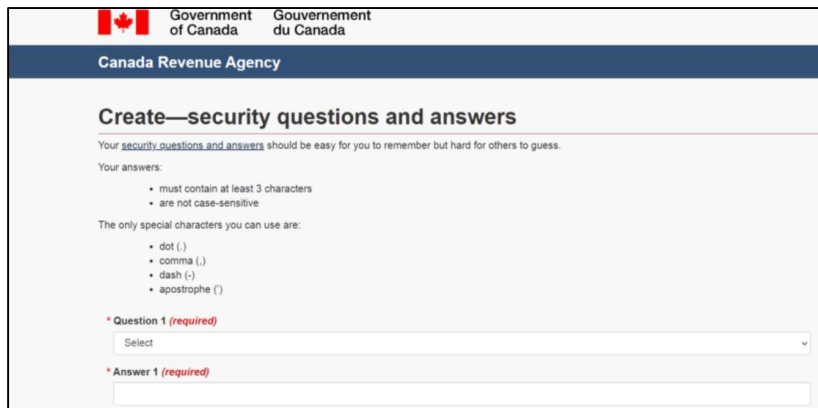 Government
of Canada
Gouvernement
du Canada
Canada Revenue Agency
Create—security questions and answers
Your security questions and answers should be easy for you to remember but hard for others to guess.
Your answers:
• must contain at least 3 characters
• are not case-sensitive
The only special characters you can use are:
• dot (.)
• comma (,)
• dash (-)
• apostrophe (')
* Question 1 (required)
Select
* Answer 1 (required)